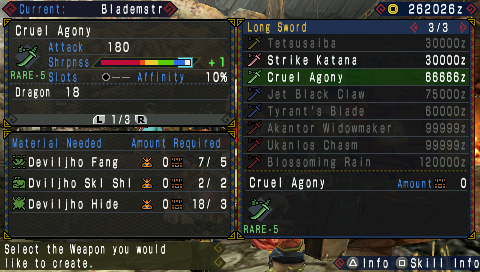 Current: Blademstr
262026z
Cruel Agony
Attack 180
Shrpnss +1
RARE-5 Slots Affinity 10%
Dragon 18
L 1/3 R
Material Needed Amount Required
Deviljho Fang 0 7/ 5
Dviljho Skl Shl 0 2/ 2
Deviljho Hide 0 18/ 3
Select the Weapon you would
like to create.
Long Sword 3/3
Tetsusaiba 30000z
Strike Katana 30000z
Cruel Agony 66666z
Jet Black Claw 75000z
Tyrant's Blade 60000z
Akantor Widowmaker 99999z
Ukanlos Chasm 99999z
Blossoming Rain 120000z
Cruel Agony Amount 0
RARE-5
Info Skill Info